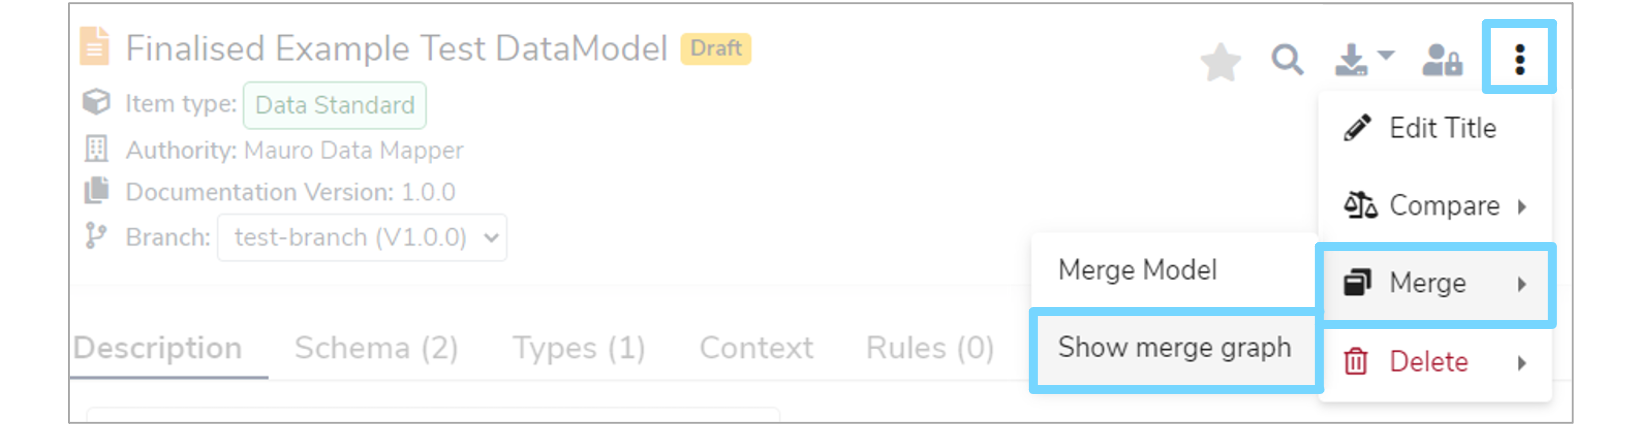 Finalised Example Test DataModel Draft
Item type: Data Standard
Authority: Mauro Data Mapper
Documentation Version: 1.0.0
Branch: test-branch (V1.0.0)
Description Schema (2) Types (1) Context Rules (0)
Edit Title
Compare
Merge
Delete
Merge Model
Show merge graph